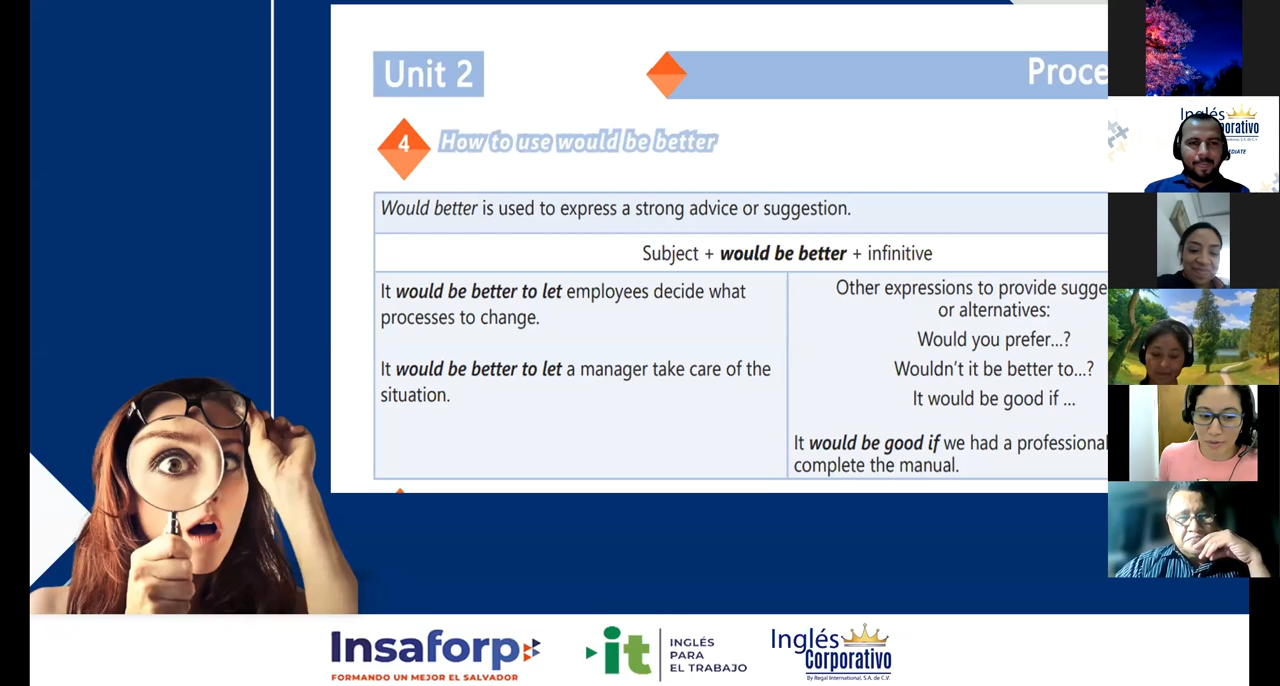 Unit 2
Proce
4
How to use would be better
Would better is used to express a strong advice or suggestion.
Subject + would be better + infinitive
It would be better to let employees decide what
processes to change.
It would be better to let a manager take care of the
situation.
Other expressions to provide sugge
or alternatives:
Would you prefer...?
Wouldn't it be better to...?
It would be good if ...
It would be good if we had a professional
complete the manual.
Inglés
porativo
EDIATE
Insaforp
FORMANDO UN MEJOR EL SALVADOR
it
INGLÉS
PARA
EL TRABAJO
Inglés
Corporativo
By Regal International, S.A. de C.V.